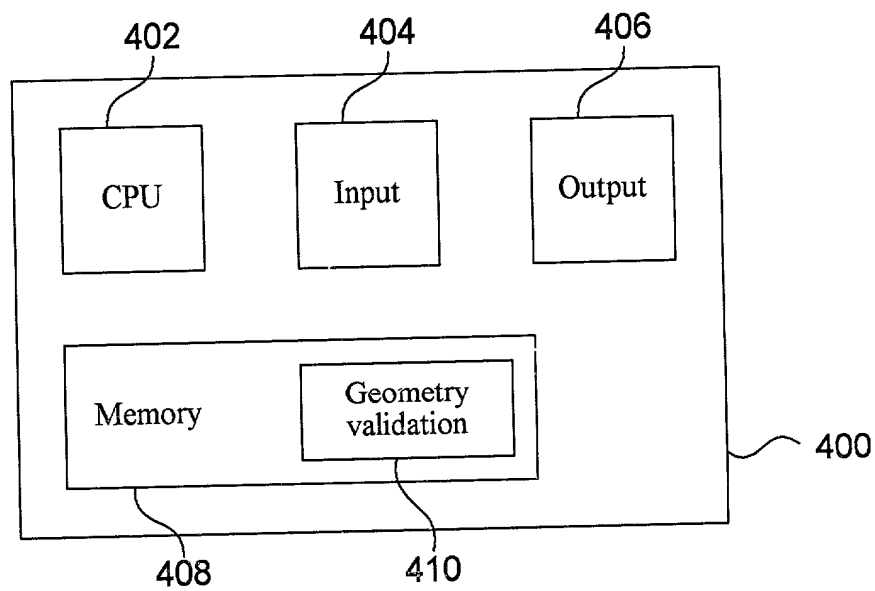 402
404
406
CPU
Input
Output
Memory
Geometry
validation
400
408
410